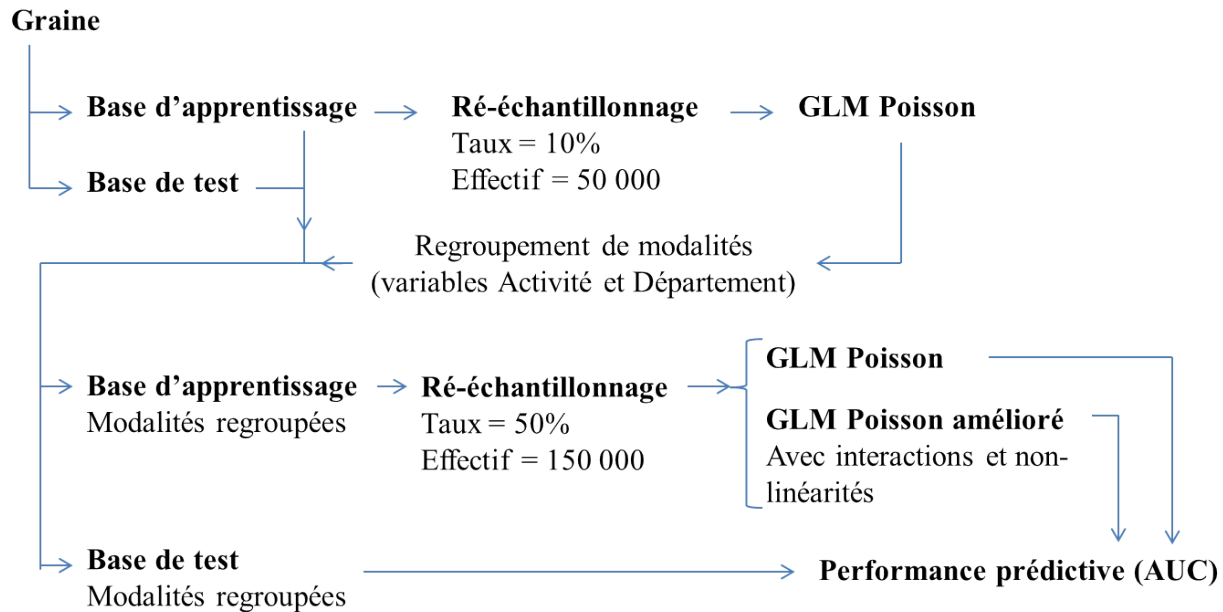 Graine
Base d’apprentissage
Ré-échantillonnage
Taux = 10%
Effectif = 50 000
GLM Poisson
Base de test
Regroupement de modalités
(variables Activité et Département)
Base d’apprentissage
Modalités regroupées
Ré-échantillonnage
Taux = 50%
Effectif = 150 000
GLM Poisson
GLM Poisson amélioré
Avec interactions et non-
linéarités
Base de test
Modalités regroupées
Performance prédictive (AUC)